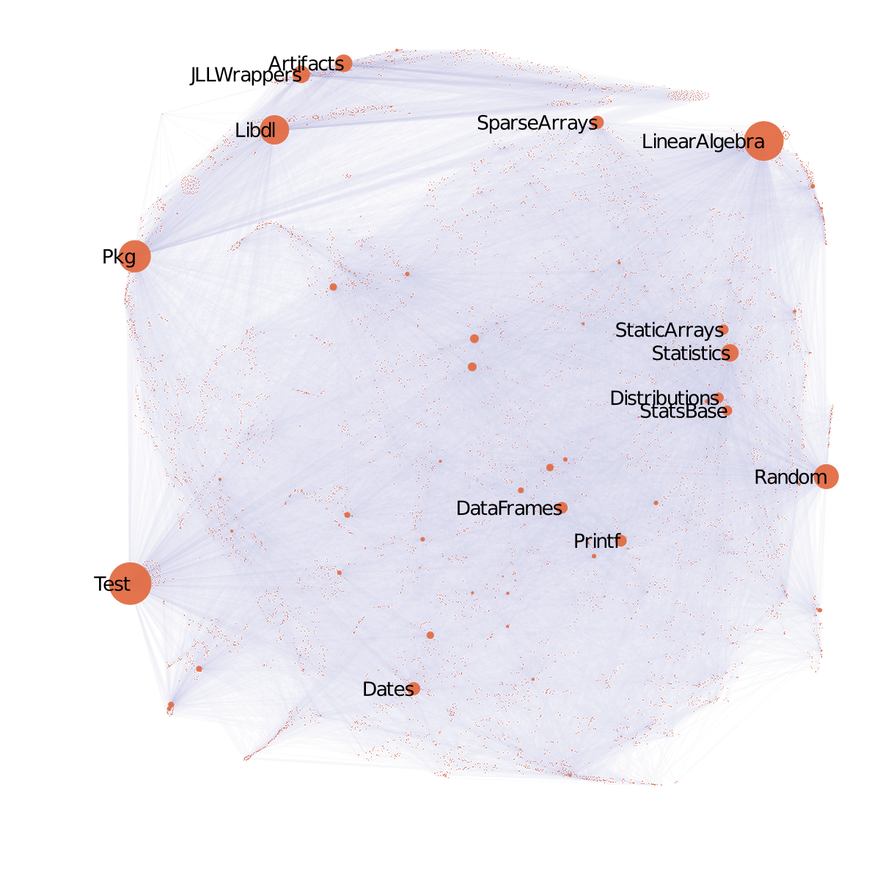 Artifacts
JLLWrappers
Libdl
SparseArrays
LinearAlgebra
Pkg
StaticArrays
Statistics
Distributions
StatsBase
Random
DataFrames
Printf
Test
Dates